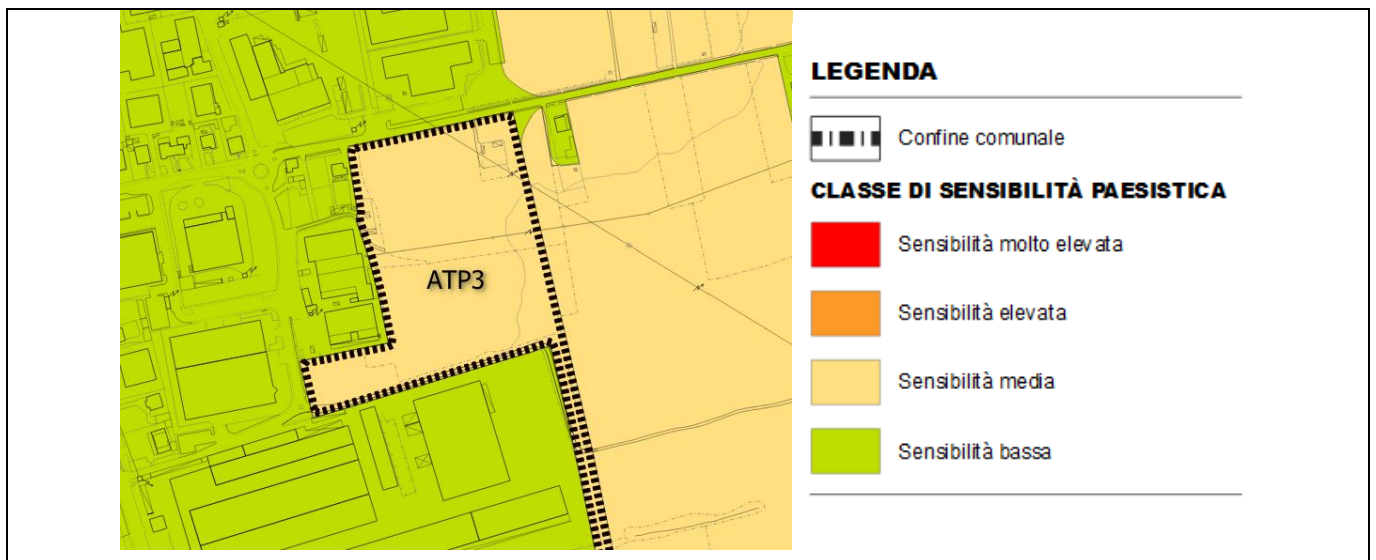 ATP3
LEGENDA
Confine comunale
CLASSE DI SENSIBILITÀ PAESISTICA
Sensibilità molto elevata
Sensibilità elevata
Sensibilità media
Sensibilità bassa